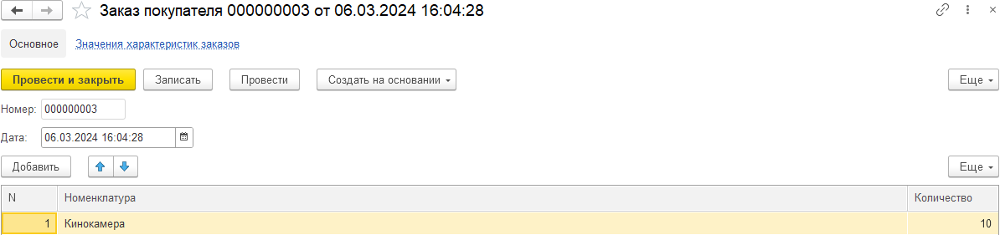 Заказ покупателя 000000003 от 06.03.2024 16:04:28
Основное Значения характеристик заказов
Провести и закрыть Записать Провести Создать на основании Еще
Номер: 000000003
Дата: 06.03.2024 16:04:28
Добавить Еще
N Номенклатура Количество
1 Кинокамера 10